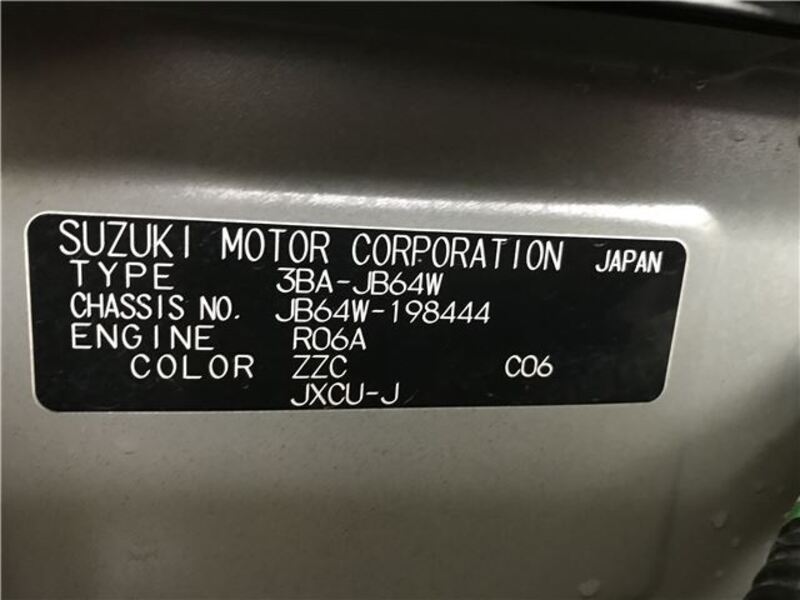 SUZUKI MOTOR CORPORATION JAPAN
TYPE 3BA-JB64W
CHASSIS NO. JB64W-198444
ENGINE R06A
COLOR ZZC C06
JXCU-J